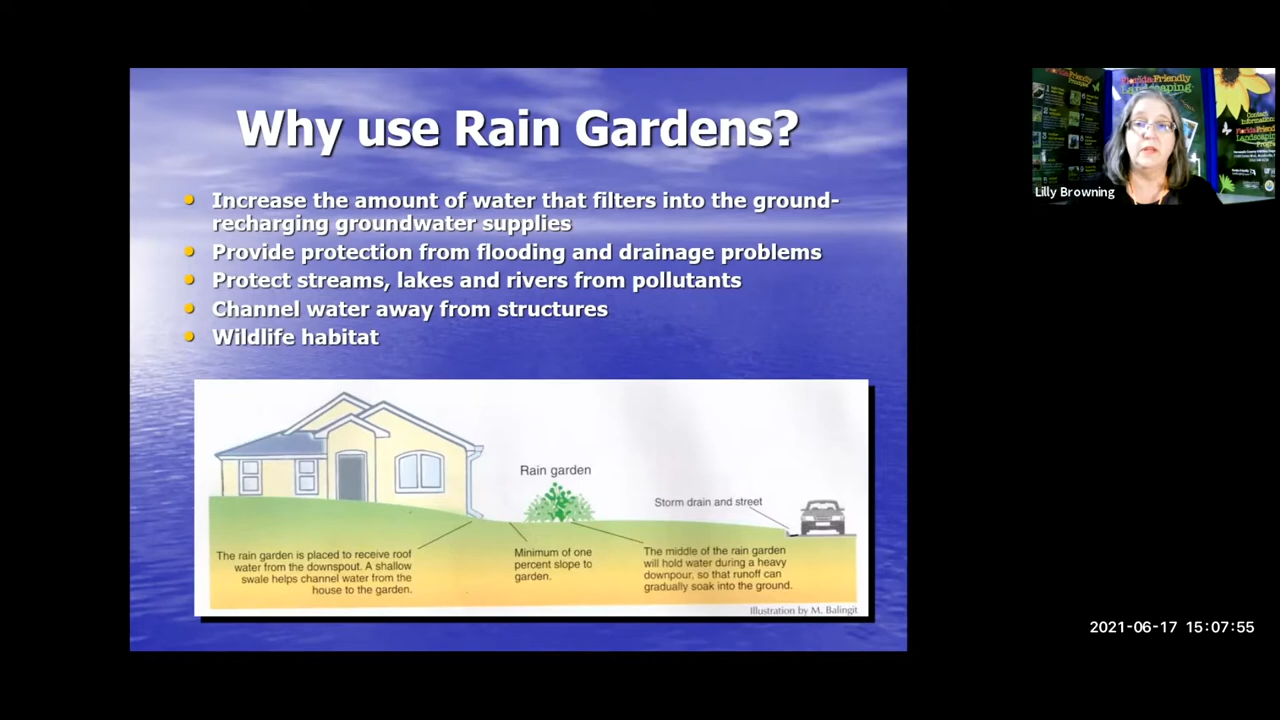 Why use Rain Gardens?
• Increase the amount of water that filters into the ground-
recharging groundwater supplies
• Provide protection from flooding and drainage problems
• Protect streams, lakes and rivers from pollutants
• Channel water away from structures
• Wildlife habitat
Rain garden
Storm drain and street
The rain garden is placed to receive roof
water from the downspout. A shallow
swale helps channel water from the
house to the garden.
Minimum of one
percent slope to
garden.
The middle of the rain garden
will hold water during a heavy
downpour, so that runoff can
gradually soak into the ground.
Illustration by M. Balingit
Florida-Friendly
Landscaping
Lilly Browning
2021-06-17 15:07:55